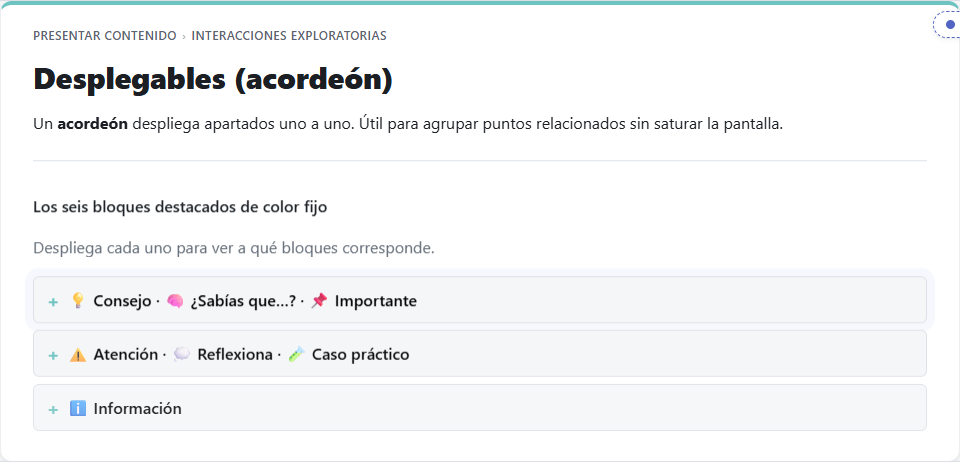 PRESENTAR CONTENIDO › INTERACCIONES EXPLORATORIAS
Desplegables (acordeón)
Un acordeón despliega apartados uno a uno. Útil para agrupar puntos relacionados sin saturar la pantalla.
Los seis bloques destacados de color fijo
Despliega cada uno para ver a qué bloques corresponde.
+ 💡 Consejo · 🧠 ¿Sabías que...? · 📌 Importante
+ ⚠️ Atención · 💭 Reflexiona · 🧪 Caso práctico
+ ℹ️ Información